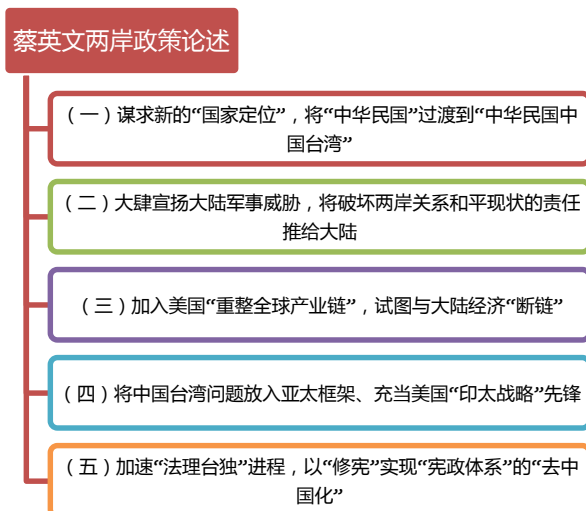 蔡英文两岸政策论述
（一）谋求新的“国家定位”，将“中华民国”过渡到“中华民国中
国台湾”
（二）大肆宣扬大陆军事威胁，将破坏两岸关系和平现状的责任
推给大陆
（三）加入美国“重整全球产业链”，试图与大陆经济“断链”
（四）将中国台湾问题放入亚太框架、充当美国“印太战略”先锋
（五）加速“法理台独”进程，以“修宪”实现“宪政体系”的“去中
国化”